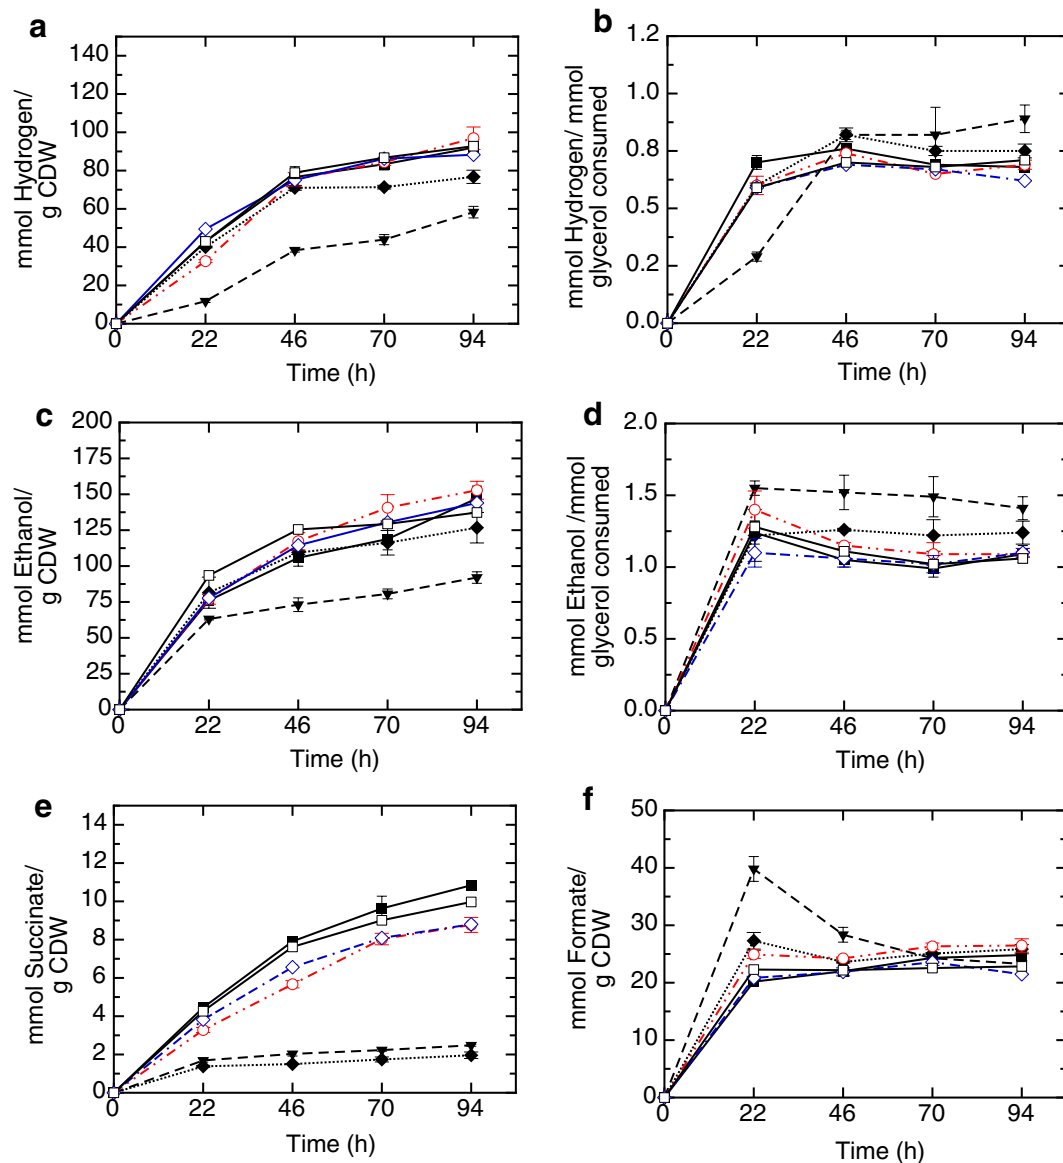 a
mmol Hydrogen/
g CDW
140
120
100
80
60
40
20
0
0 22 46 70 94
Time (h)
b
mmol Hydrogen/ mmol
glycerol consumed
1.2
1.0
0.8
0.5
0.2
0.0
0 22 46 70 94
Time (h)
c
mmol Ethanol/
g CDW
200
175
150
125
100
75
50
25
0
0 22 46 70 94
Time (h)
d
mmol Ethanol /mmol
glycerol consumed
2.0
1.5
1.0
0.5
0.0
0 22 46 70 94
Time (h)
e
mmol Succinate/
g CDW
14
12
10
8
6
4
2
0
0 22 46 70 94
Time (h)
f
mmol Formate/
g CDW
50
40
30
20
10
0
0 22 46 70 94
Time (h)